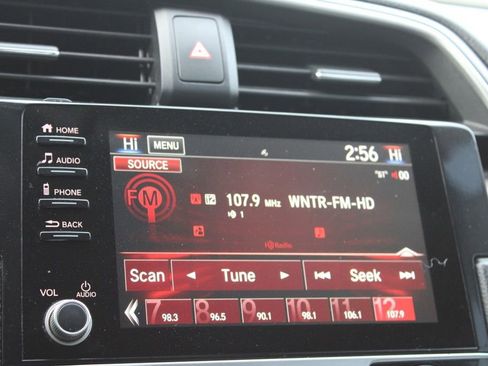 HOME
AUDIO
PHONE
BACK
VOL
AUDIO
Hi MENU 2:56 Hi
SOURCE "ST" 00
FM 107.9 MHz WNTR-FM-HD
1
HD Radio
Scan Tune Seek
7 98.3 8 96.5 9 90.1 10 98.1 11 106.1 12 107.9